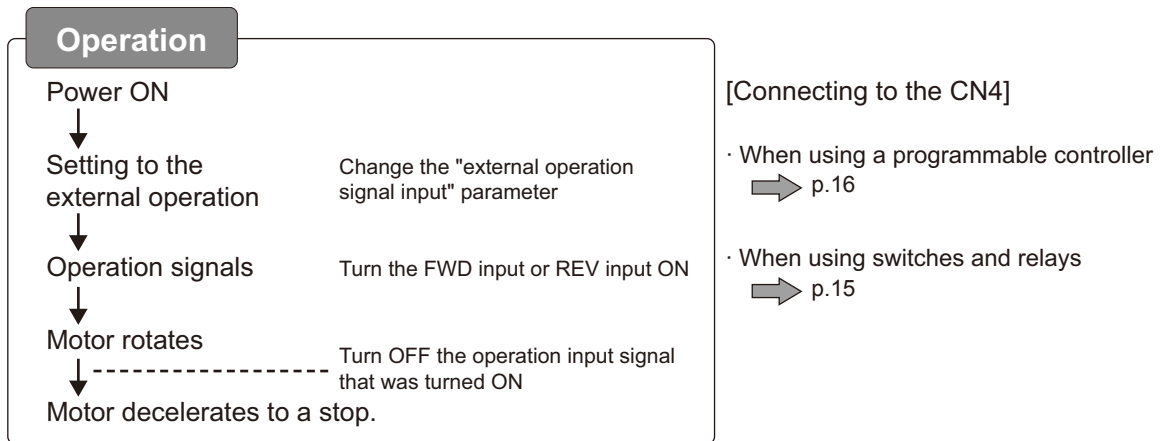 Operation
Power ON
Setting to the
external operation
Change the "external operation
signal input" parameter
Operation signals
Turn the FWD input or REV input ON
Motor rotates
Turn OFF the operation input signal
that was turned ON
Motor decelerates to a stop.
[Connecting to the CN4]
· When using a programmable controller
p.16
· When using switches and relays
p.15